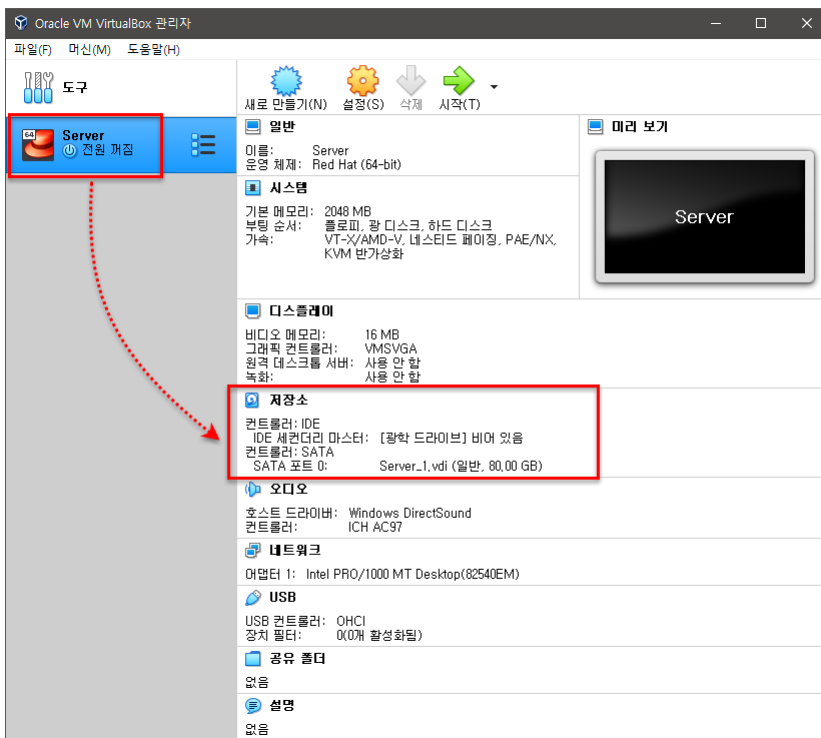 Oracle VM VirtualBox 관리자
파일(F) 머신(M) 도움말(H)
도구
새로 만들기(N) 설정(S) 삭제 시작(T)
64 Server
전원 꺼짐
일반
이름: Server
운영 체제: Red Hat (64-bit)
미리 보기
Server
시스템
기본 메모리: 2048 MB
부팅 순서: 플로피, 광 디스크, 하드 디스크
가속: VT-X/AMD-V, 네스티드 페이징, PAE/NX,
KVM 반가상화
디스플레이
비디오 메모리: 16 MB
그래픽 컨트롤러: VMSVGA
원격 데스크톱 서버: 사용 안 함
녹화: 사용 안 함
저장소
컨트롤러: IDE
IDE 세컨더리 마스터: [광학 드라이브] 비어 있음
컨트롤러: SATA
SATA 포트 0: Server_1.vdi (일반, 80.00 GB)
오디오
호스트 드라이버: Windows DirectSound
컨트롤러: ICH AC97
네트워크
어댑터 1: Intel PRO/1000 MT Desktop(82540EM)
USB
USB 컨트롤러: OHCI
장치 필터: 0(0개 활성화됨)
공유 폴더
없음
설명
없음